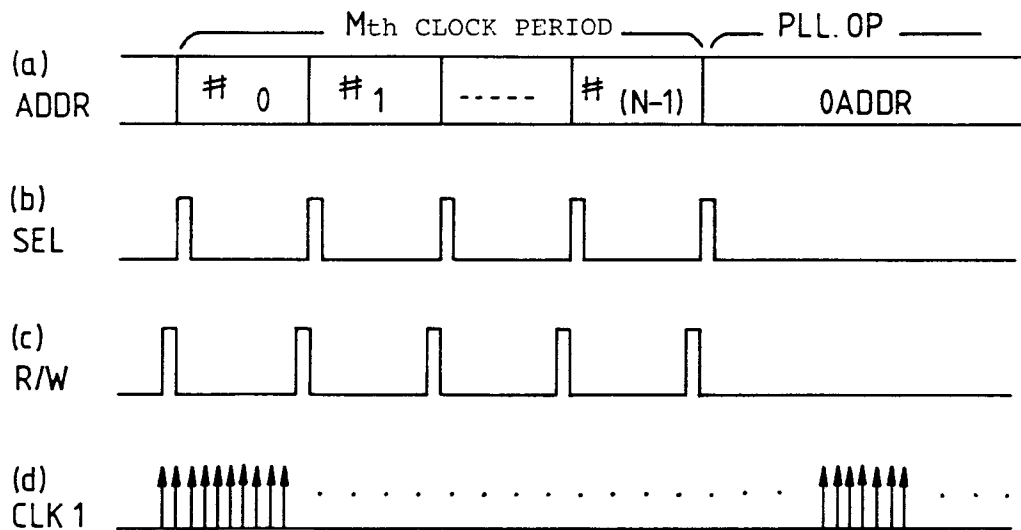 Mth CLOCK PERIOD PLL. OP
(a)
ADDR # 0 # 1 ----- # (N-1) 0ADDR
(b)
SEL
(c)
R/W
(d)
CLK 1